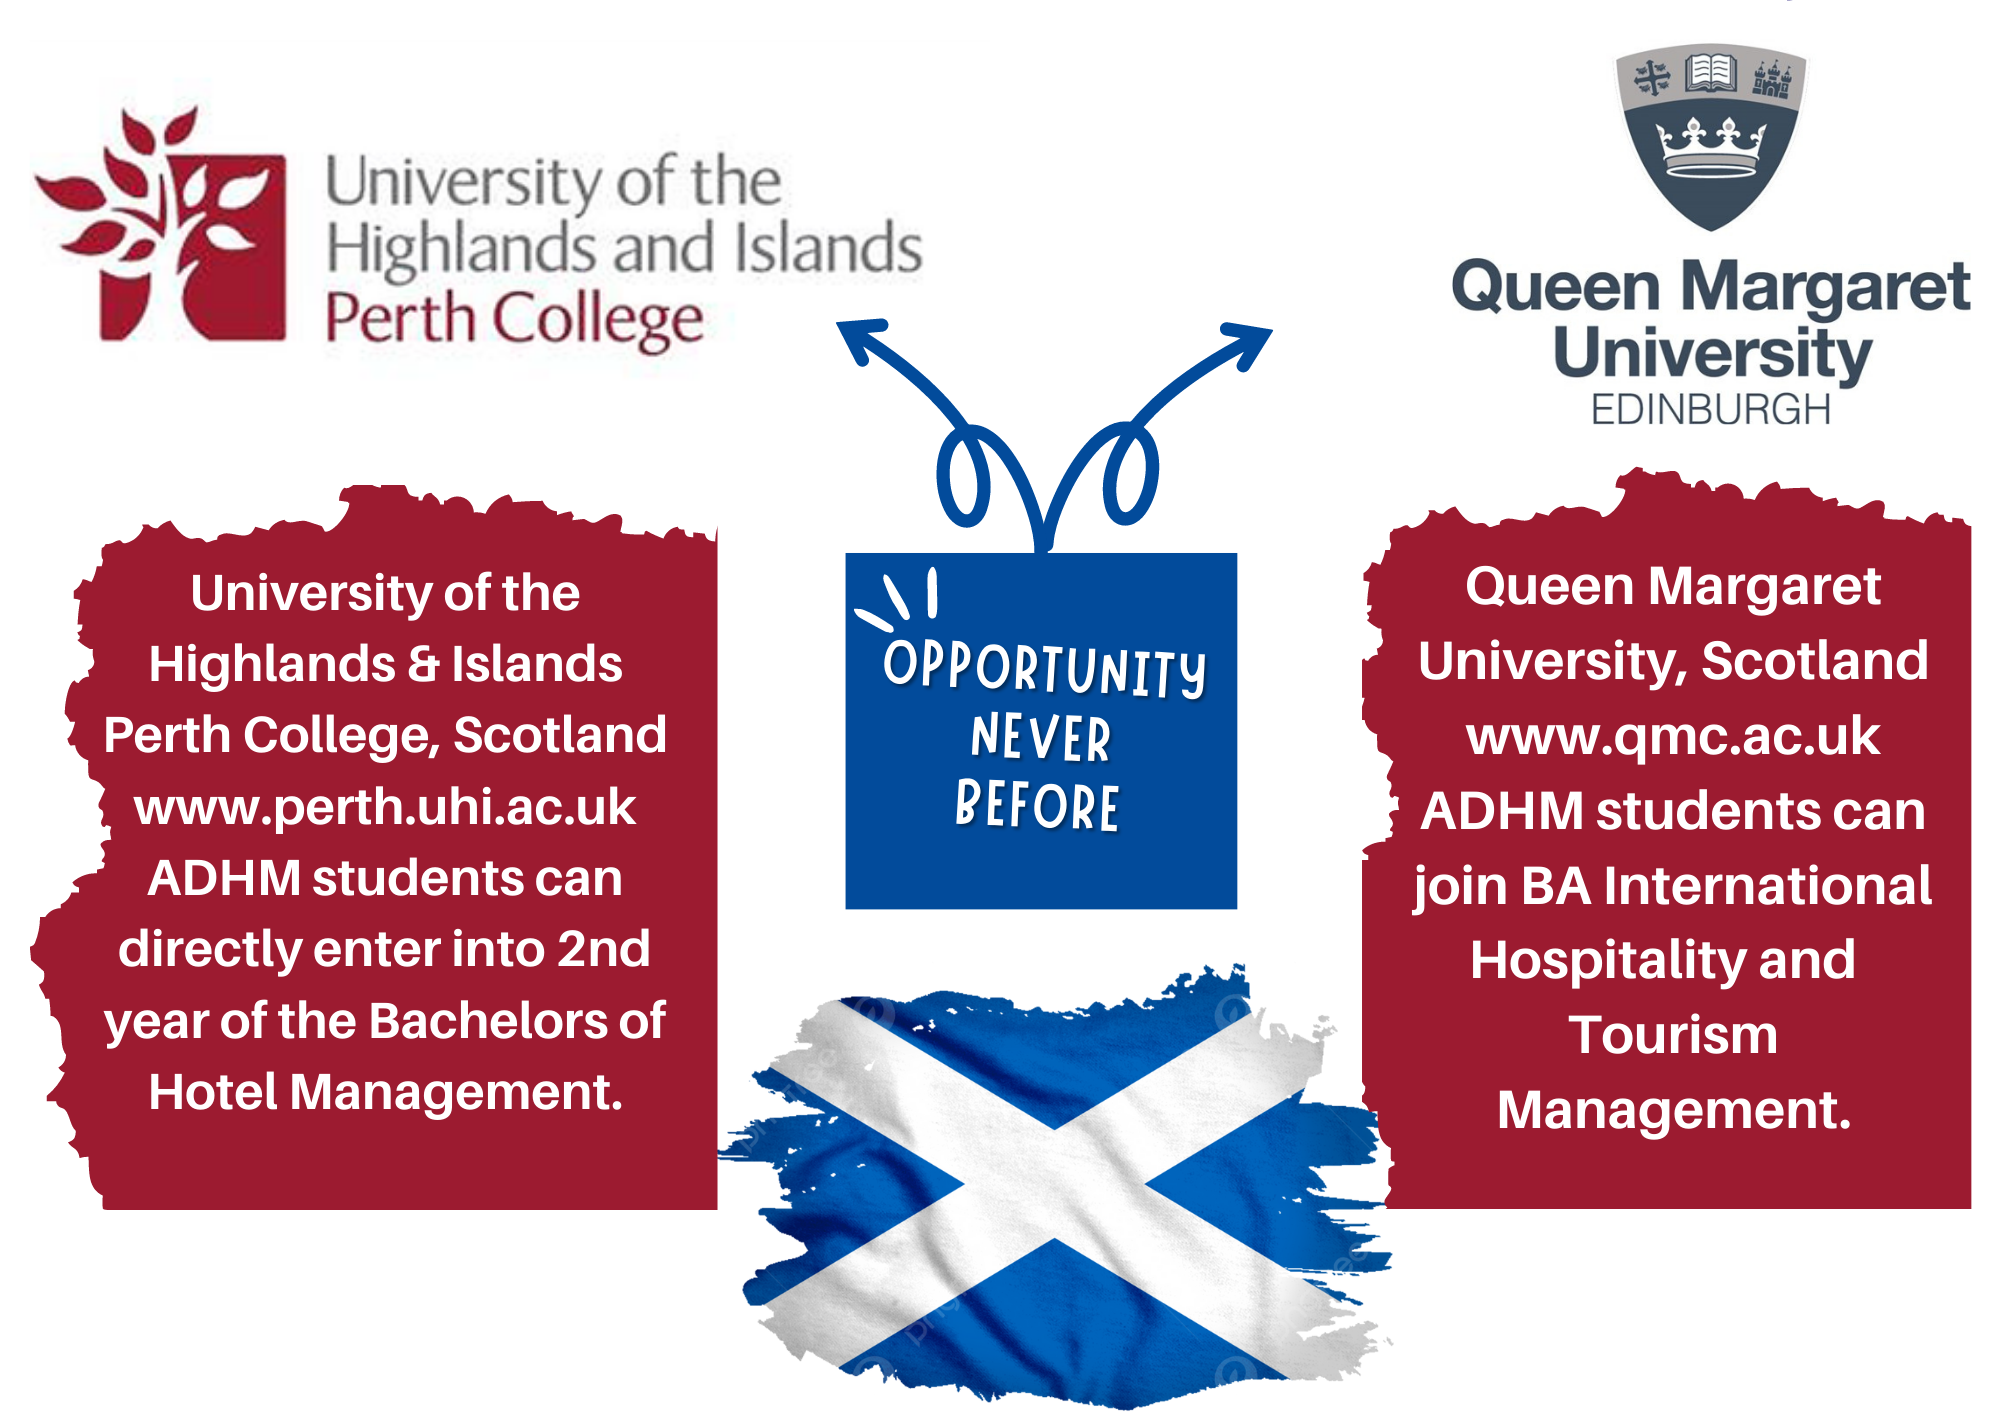 University of the
Highlands and Islands
Perth College
Queen Margaret
University
EDINBURGH
University of the
Highlands & Islands
Perth College, Scotland
www.perth.uhi.ac.uk
ADHM students can
directly enter into 2nd
year of the Bachelors of
Hotel Management.
OPPORTUNITY
NEVER
BEFORE
Queen Margaret
University, Scotland
www.qmc.ac.uk
ADHM students can
join BA International
Hospitality and
Tourism
Management.